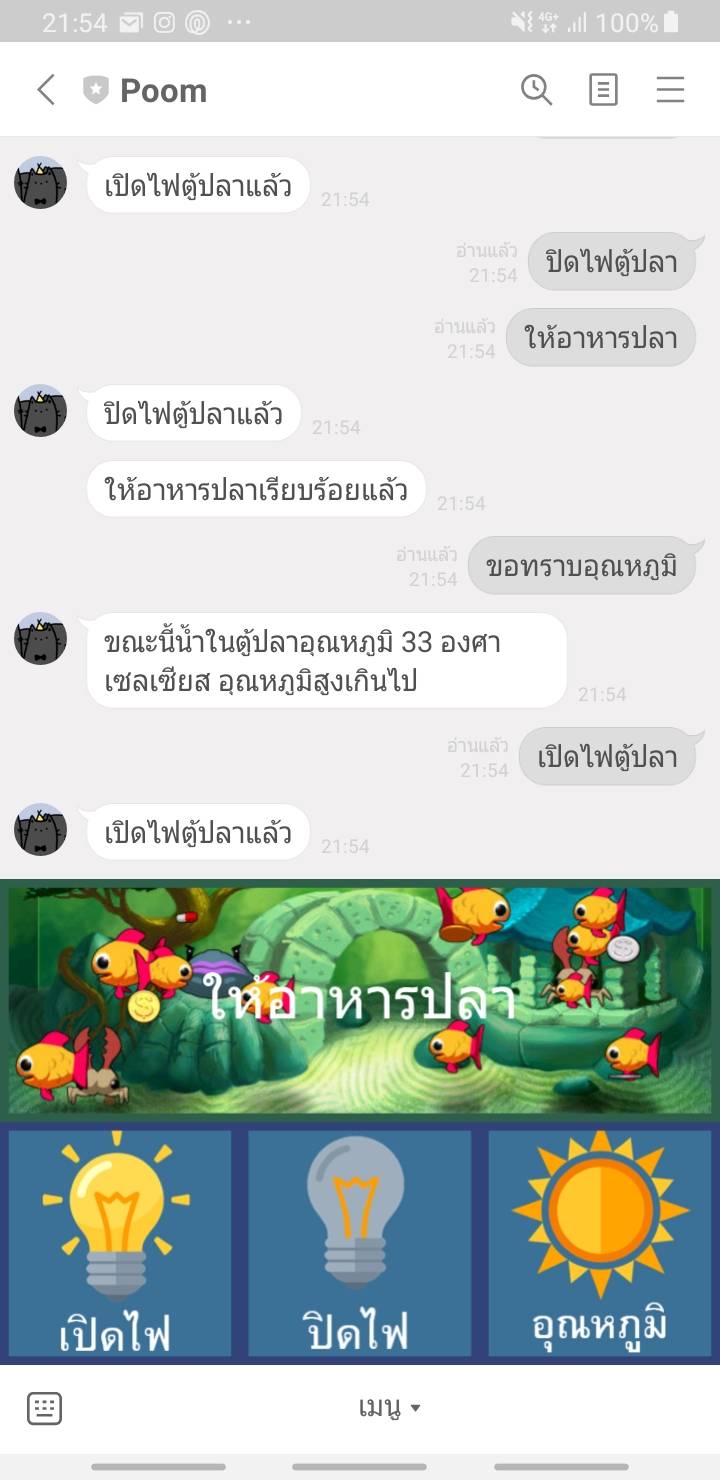 21:54
4G+
100%
Poom
เปิดไฟตู้ปลาแล้ว
21:54
อ่านแล้ว
21:54
ปิดไฟตู้ปลา
อ่านแล้ว
21:54
ให้อาหารปลา
ปิดไฟตู้ปลาแล้ว
21:54
ให้อาหารปลาเรียบร้อยแล้ว
21:54
อ่านแล้ว
21:54
ขอทราบอุณหภูมิ
ขณะนี้น้ำในตู้ปลาอุณหภูมิ 33 องศา
เซลเซียส อุณหภูมิสูงเกินไป
21:54
อ่านแล้ว
21:54
เปิดไฟตู้ปลา
เปิดไฟตู้ปลาแล้ว
21:54
ให้อาหารปลา
เปิดไฟ
ปิดไฟ
อุณหภูมิ
เมนู